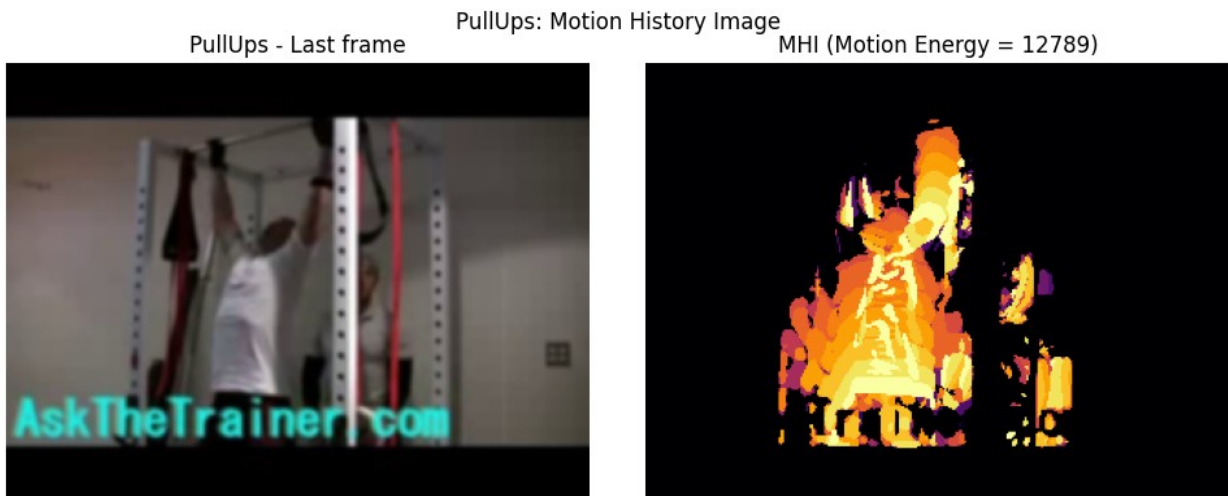 PullUps: Motion History Image
PullUps - Last frame
MHI (Motion Energy = 12789)
AskTheTrainer.com